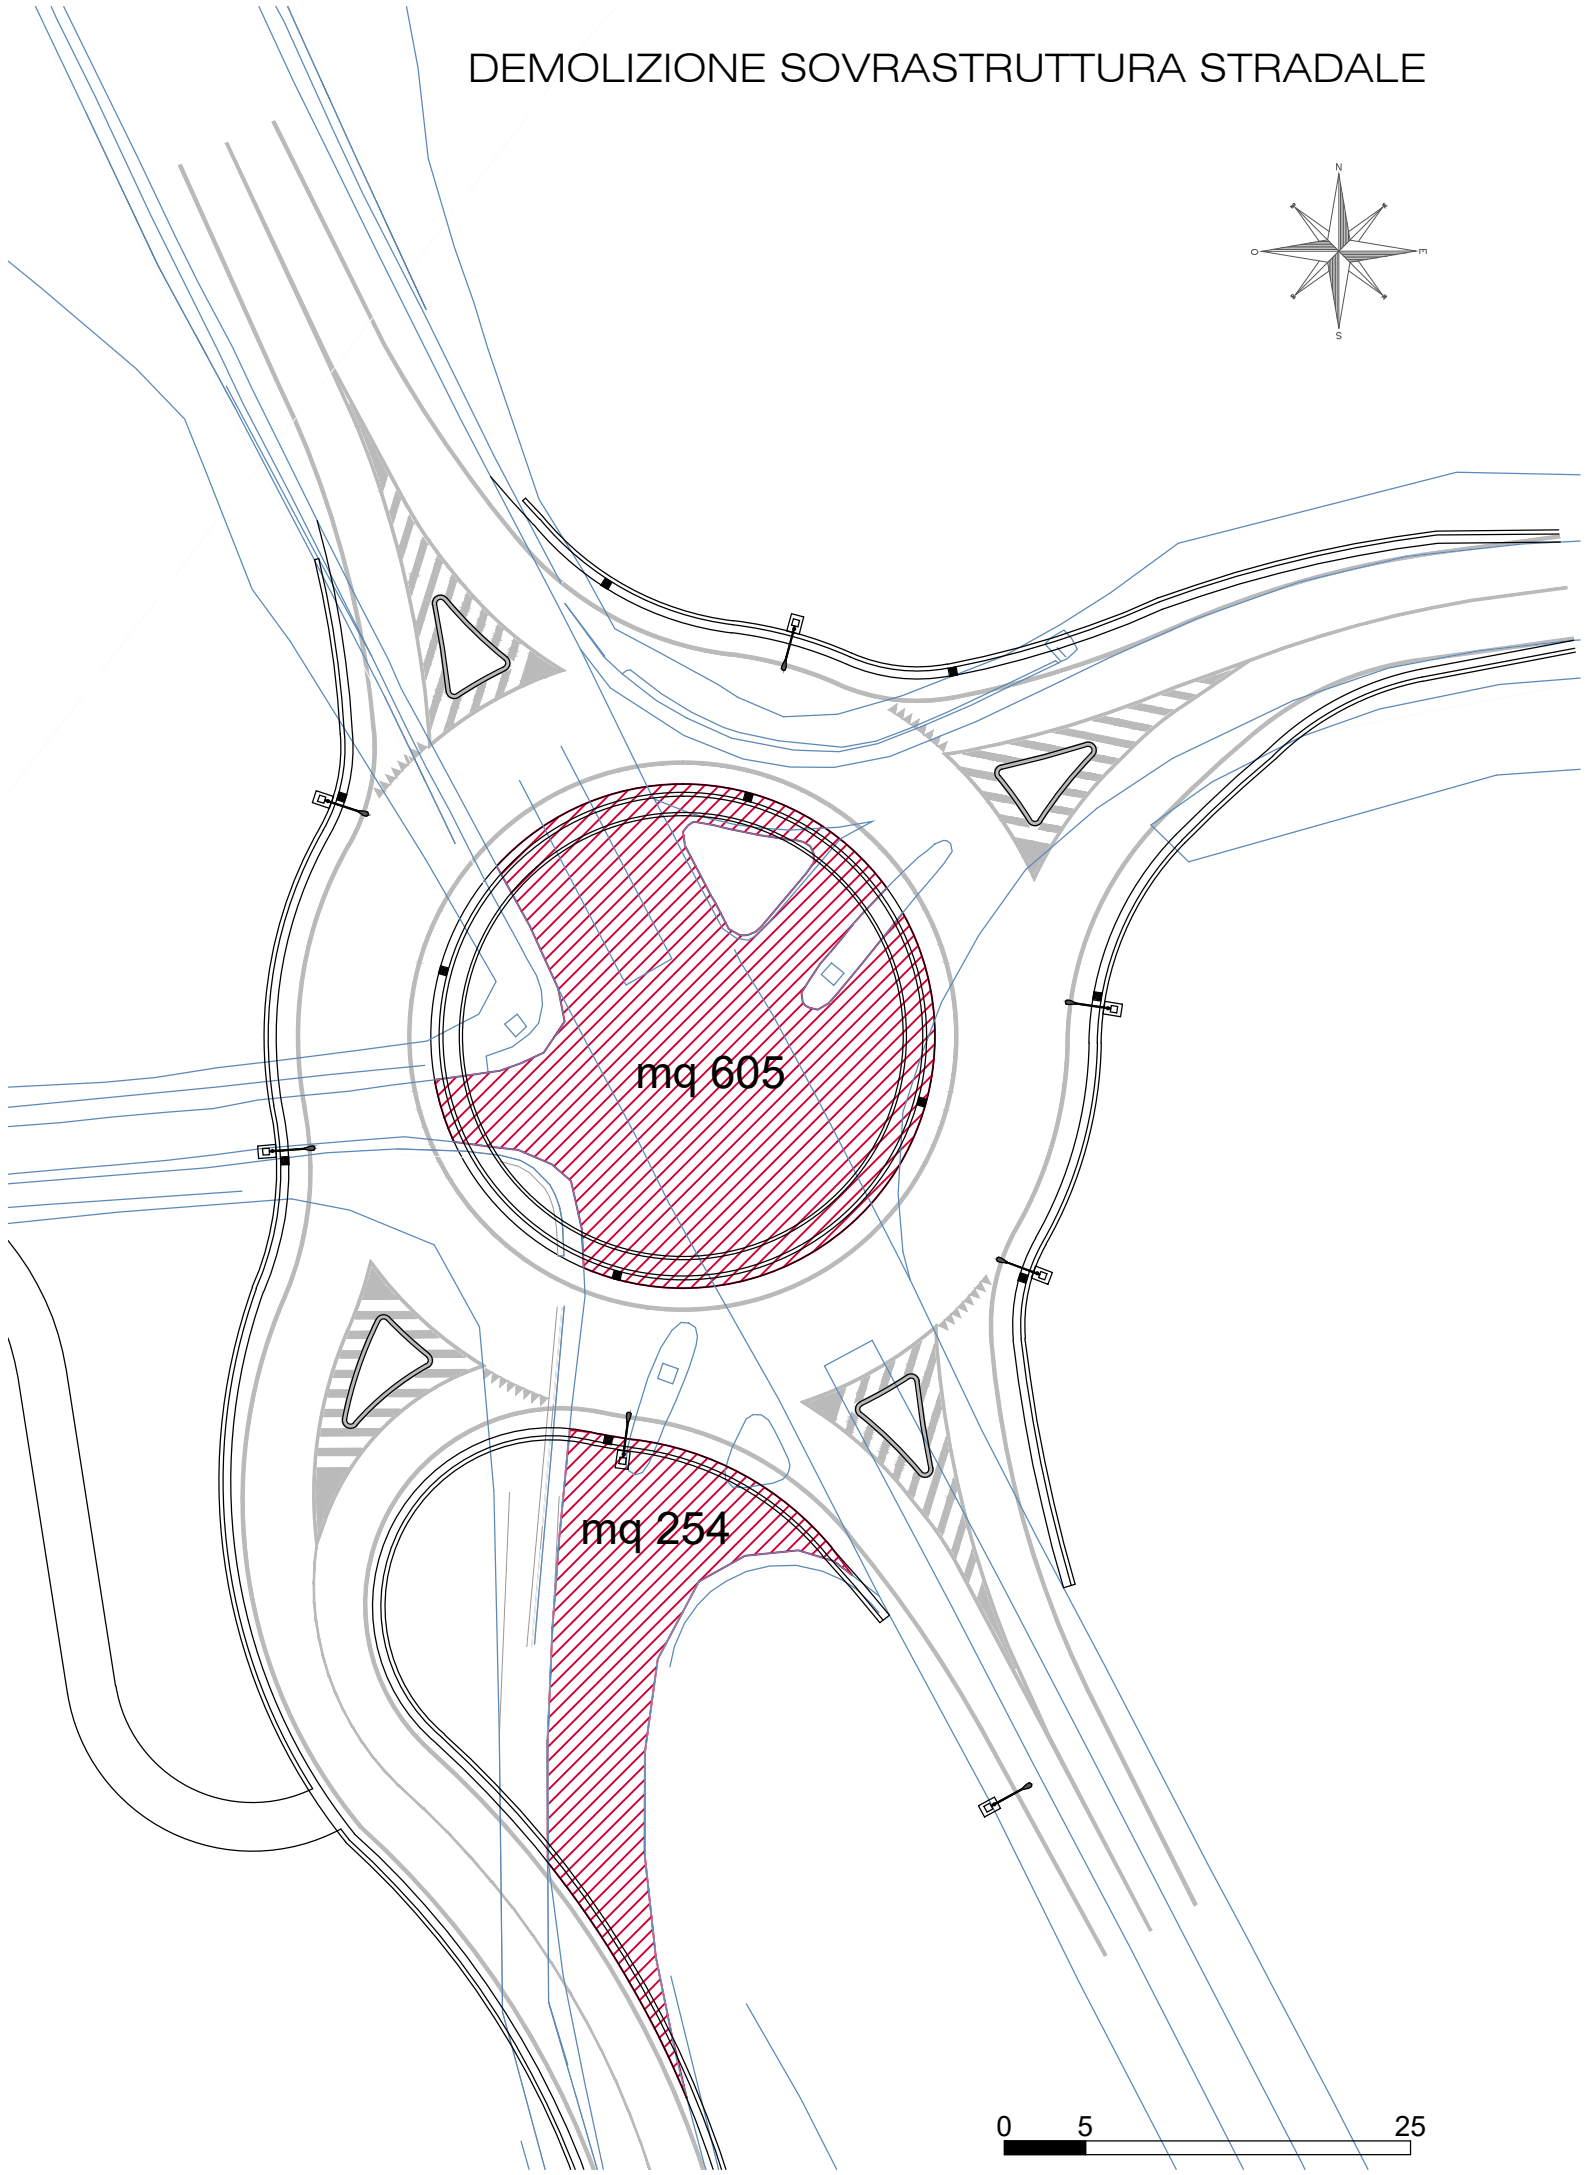 DEMOLIZIONE SOVRASTRUTTURA STRADALE
N
O E
S
mq 605
mq 254
0 5 25